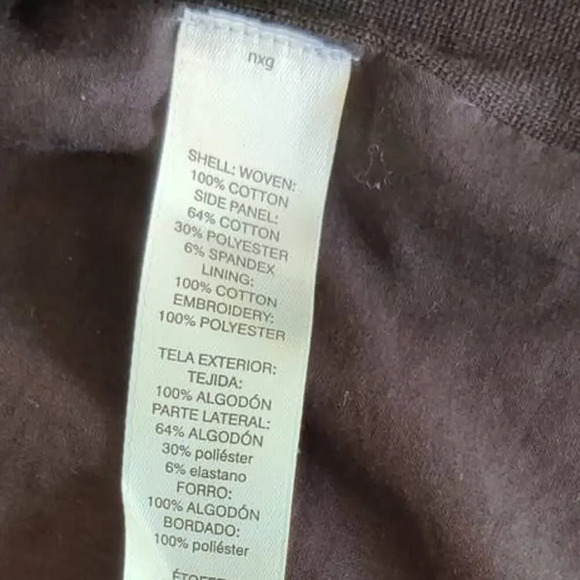 nxg
SHELL: WOVEN:
100% COTTON
SIDE PANEL:
64% COTTON
30% POLYESTER
6% SPANDEX
LINING:
100% COTTON
EMBROIDERY:
100% POLYESTER
TELA EXTERIOR:
TEJIDA:
100% ALGODÓN
PARTE LATERAL:
64% ALGODÓN
30% poliéster
6% elastano
FORRO:
100% ALGODÓN
BORDADO:
100% poliéster